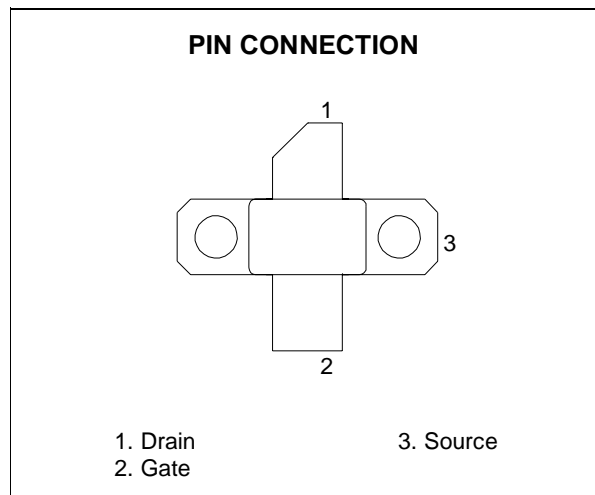 PIN CONNECTION
1
3
2
1. Drain
3. Source
2. Gate